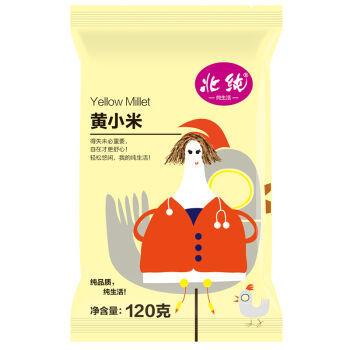 北纯®
纯生活
Yellow Millet
黄小米
得失未必重要,
自在才更舒心!
轻松悠闲,我的纯生活!
纯品质,
纯生活!
净含量:120克